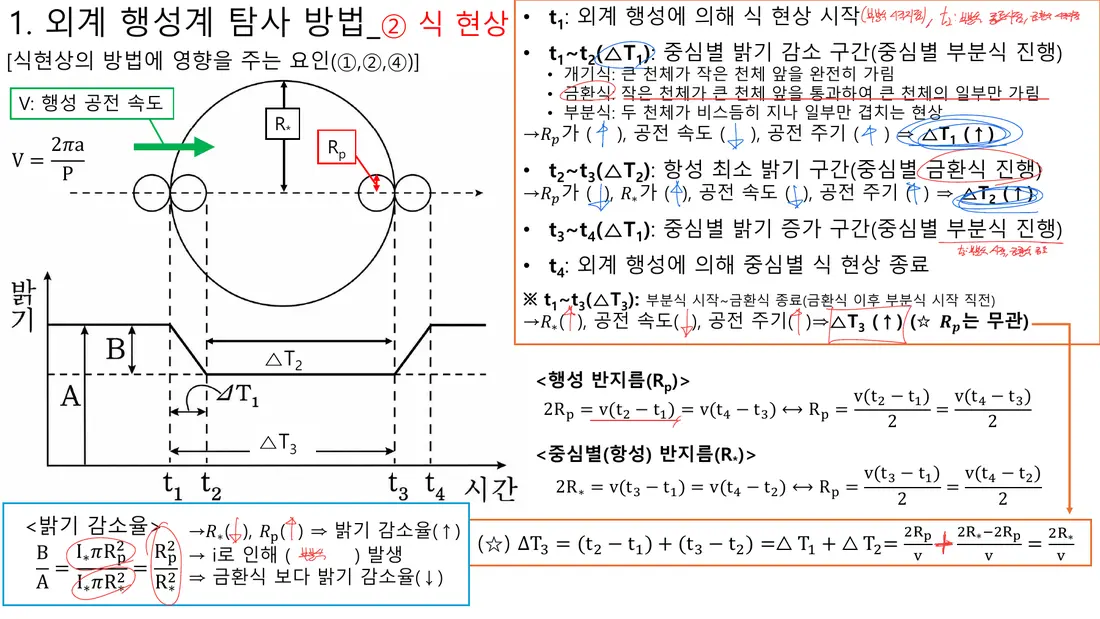 1. 외계 행성계 탐사 방법_② 식 현상
[식현상의 방법에 영향을 주는 요인(①,②,④)]
V: 행성 공전 속도
V = 2πa/P
R*
Rp
밝기
A
B
△T₂
⊿T₁
△T₃
t₁ t₂ t₃ t₄ 시간
<밝기 감소율>
B/A = I*πRp²/I*πR*² = Rp²/R*²
→R*(↓), Rp(↑) ⇒ 밝기 감소율(↑)
→ i로 인해 ( 부분식 ) 발생
⇒ 금환식 보다 밝기 감소율(↓)
• t₁: 외계 행성에 의해 식 현상 시작
• t₁~t₂(△T₁): 중심별 밝기 감소 구간(중심별 부분식 진행)
• 개기식: 큰 천체가 작은 천체 앞을 완전히 가림
• 금환식: 작은 천체가 큰 천체 앞을 통과하여 큰 천체의 일부만 가림
• 부분식: 두 천체가 비스듬히 지나 일부만 겹치는 현상
→Rp가 (↑), 공전 속도 (↓), 공전 주기 (↑) ⇒ △T₁ (↑)
• t₂~t₃(△T₂): 항성 최소 밝기 구간(중심별 금환식 진행)
→Rp가 (↓), R*가 (↑), 공전 속도 (↓), 공전 주기 (↑) ⇒ △T₂ (↑)
• t₃~t₄(△T₁): 중심별 밝기 증가 구간(중심별 부분식 진행)
• t₄: 외계 행성에 의해 중심별 식 현상 종료
※ t₁~t₃(△T₃): 부분식 시작~금환식 종료(금환식 이후 부분식 시작 직전)
→R*(↑), 공전 속도(↓), 공전 주기(↑)⇒△T₃ (↑) (☆ Rp는 무관)
<행성 반지름(Rp)>
2Rp = v(t₂ − t₁) = v(t₄ − t₃) ↔ Rp = v(t₂ − t₁)/2 = v(t₄ − t₃)/2
<중심별(항성) 반지름(R*)>
2R* = v(t₃ − t₁) = v(t₄ − t₂) ↔ Rp = v(t₃ − t₁)/2 = v(t₄ − t₂)/2
(☆) ΔT₃ = (t₂ − t₁) + (t₃ − t₂) =△ T₁ + △ T₂= 2Rp/v + 2R*−2Rp/v = 2R*/v